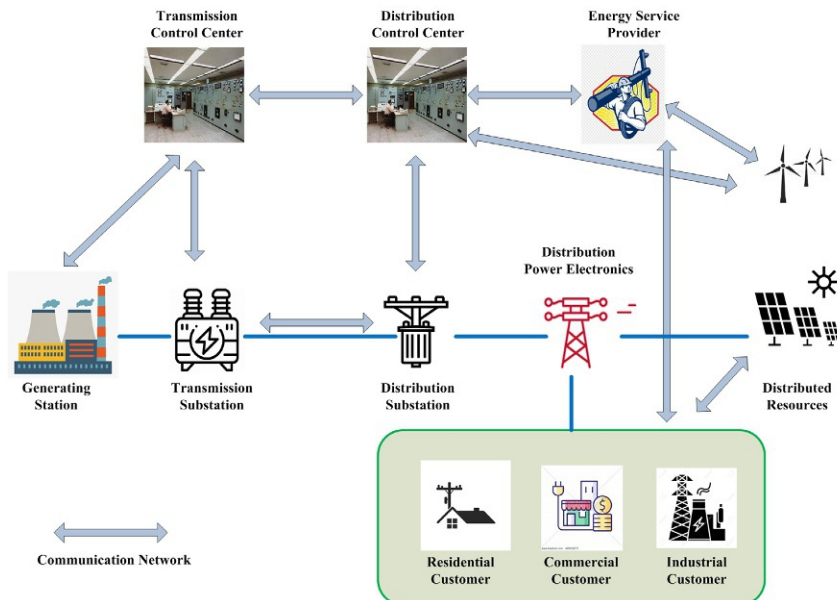 Transmission
Control Center
Distribution
Control Center
Energy Service
Provider
Distribution
Power Electronics
Generating
Station
Transmission
Substation
Distribution
Substation
Distributed
Resources
Communication Network
Residential
Customer
Commercial
Customer
Industrial
Customer